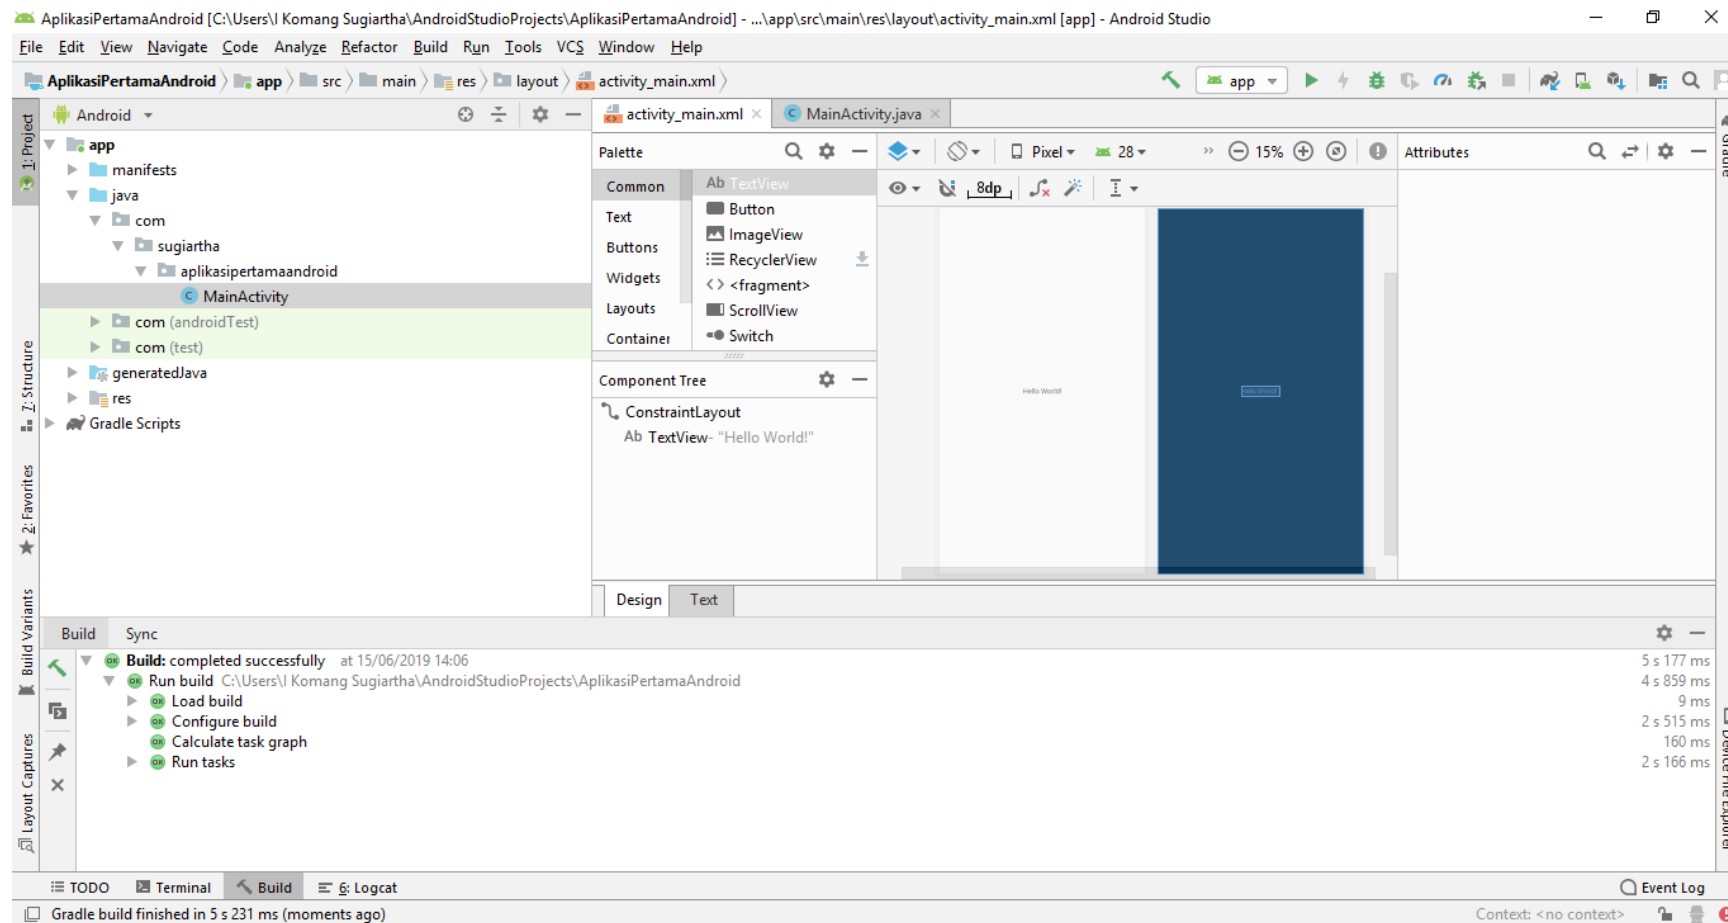 AplikasiPertamaAndroid [C:\Users\I Komang Sugiartha\AndroidStudioProjects\AplikasiPertamaAndroid] - ...\app\src\main\res\layout\activity_main.xml [app] - Android Studio
File Edit View Navigate Code Analyze Refactor Build Run Tools VCS Window Help
AplikasiPertamaAndroid app src main res layout activity_main.xml
app
1: Project
7: Structure
2: Favorites
Build Variants
Layout Captures
Android
app
manifests
java
com
sugiartha
aplikasipertamaandroid
MainActivity
com (androidTest)
com (test)
generatedJava
res
Gradle Scripts
activity_main.xml
MainActivity.java
Palette
Common
Text
Buttons
Widgets
Layouts
Container
Ab TextView
Button
ImageView
RecyclerView
<fragment>
ScrollView
Switch
Component Tree
ConstraintLayout
Ab TextView- "Hello World!"
Pixel 28 15%
8dp
Hello World!
Hello World!
Attributes
Gradle
Device File Explorer
Design Text
Build Sync
Build: completed successfully at 15/06/2019 14:06 5 s 177 ms
Run build C:\Users\I Komang Sugiartha\AndroidStudioProjects\AplikasiPertamaAndroid 4 s 859 ms
Load build 9 ms
Configure build 2 s 515 ms
Calculate task graph 160 ms
Run tasks 2 s 166 ms
TODO Terminal Build 6: Logcat Event Log
Gradle build finished in 5 s 231 ms (moments ago) Context: <no context>